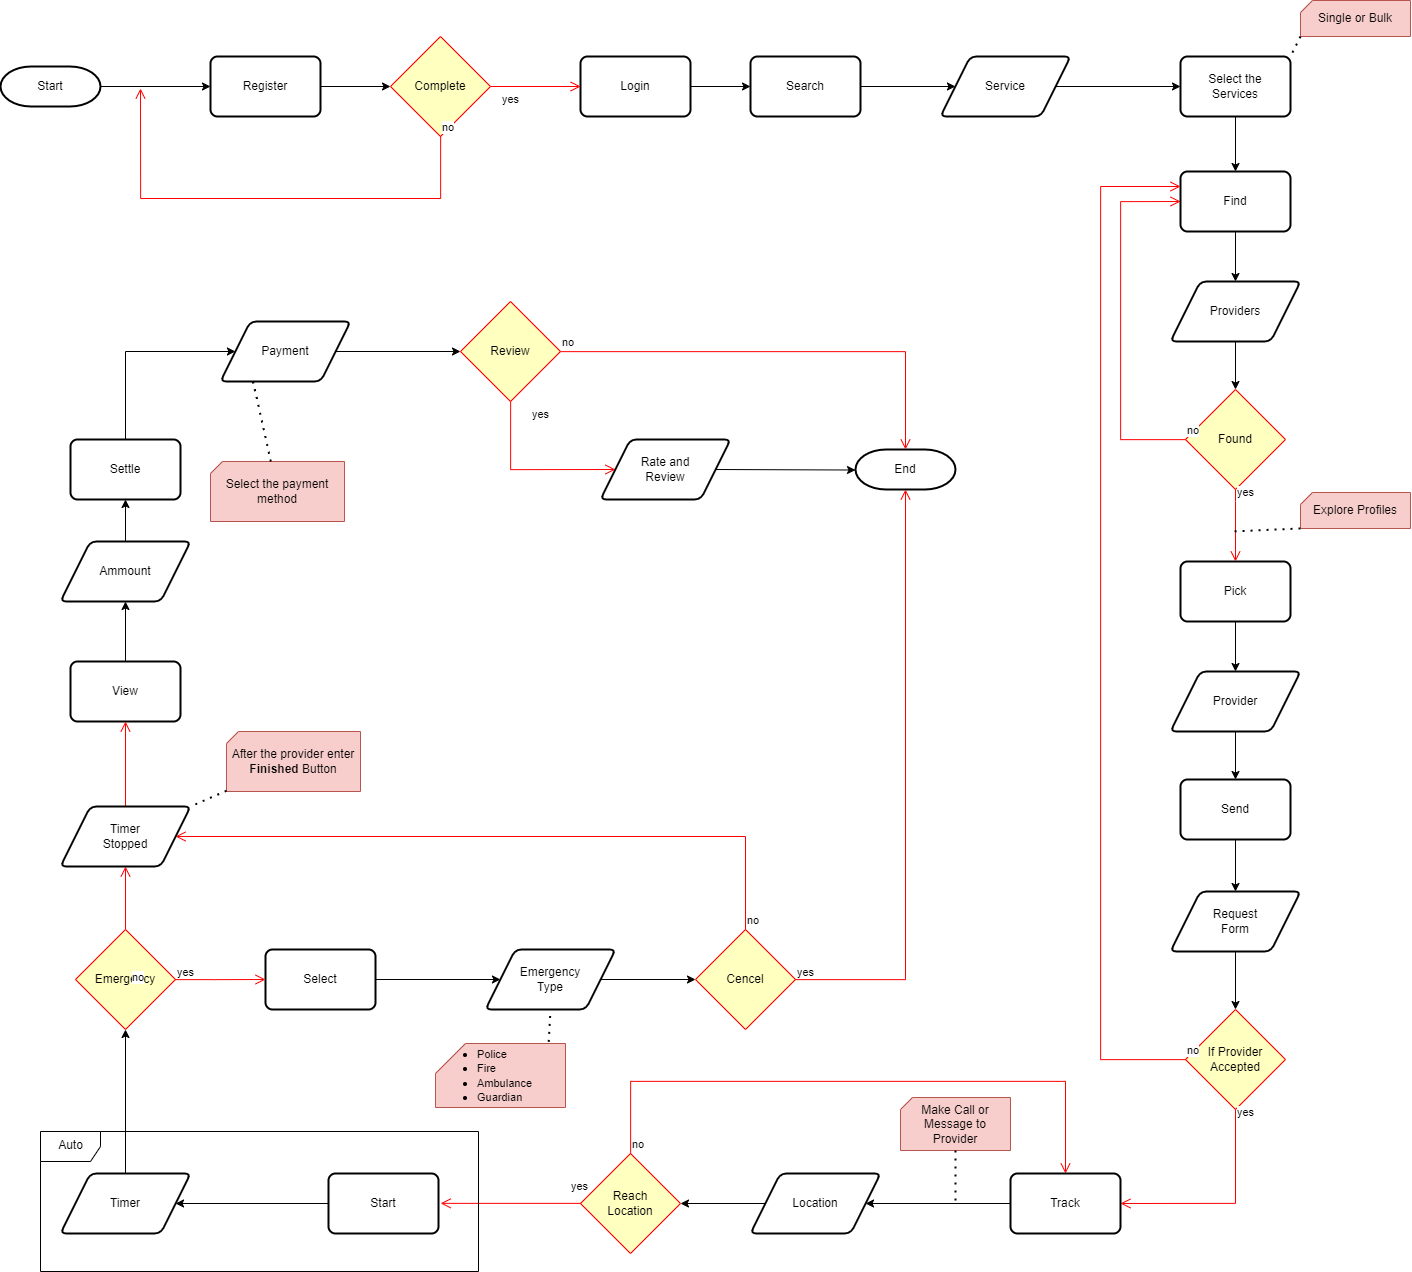 Single or Bulk
Start
Register
Complete
yes
no
Login
Search
Service
Select the
Services
Find
Providers
Found
no
yes
Explore Profiles
Pick
Provider
Send
Request
Form
If Provider
Accepted
no
yes
Payment
Review
no
yes
Select the payment
method
Settle
Rate and
Review
End
Ammount
View
After the provider enter
Finished Button
Timer
Stopped
Emergency
no
yes
Select
Emergency
Type
Cencel
no
yes
Police
Fire
Ambulance
Guardian
Auto
Timer
Start
yes
no
Reach
Location
Location
Make Call or
Message to
Provider
Track